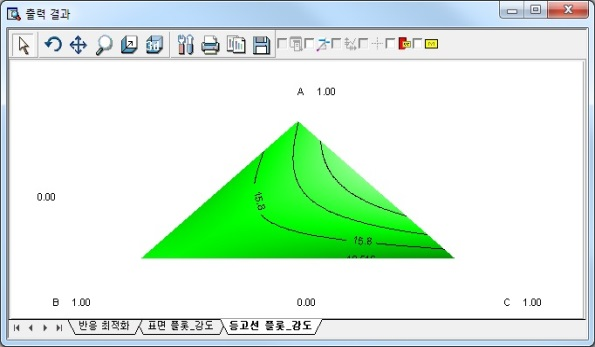 출력 결과
A 1.00
0.00
15.8
15.8
B 1.00
0.00
C 1.00
반응 최적화
표면 플롯_강도
등고선 플롯_강도